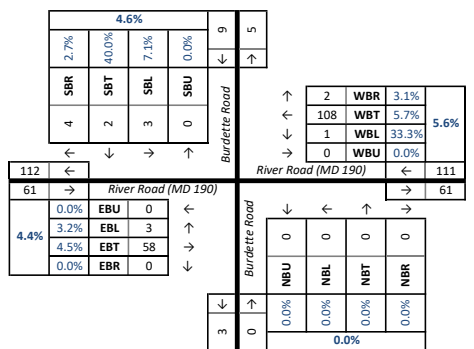 4.6%
2.7% 40.0% 7.1% 0.0%
SBR SBT SBL SBU
4 2 3 0
← ↓ → ↑
9 5
↓ ↑
Burdette Road
↑ 2 WBR 3.1%
← 108 WBT 5.7%
↓ 1 WBL 33.3%
→ 0 WBU 0.0%
5.6%
River Road (MD 190) ← 111
→ 61
112 ←
61 → River Road (MD 190)
4.4%
0.0% EBU 0 ←
3.2% EBL 3 ↑
4.5% EBT 58 →
0.0% EBR 0 ↓
Burdette Road
↓ ↑
3 0
↓ ← ↑ →
0 0 0 0
NBU NBL NBT NBR
0.0% 0.0% 0.0% 0.0%
0.0%